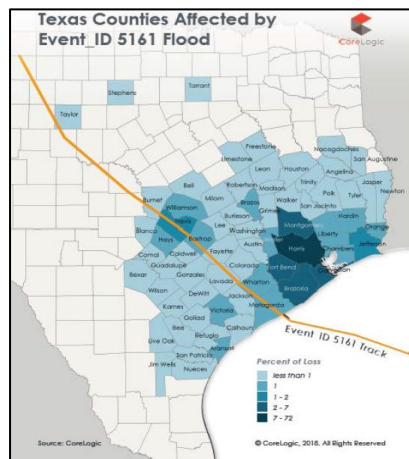 Texas Counties Affected by
Event_ID 5161 Flood
CoreLogic
Stephens
Tarrant
Taylor
Nacogdoches
Freestone
San Augustine
Limestone
Angelina
Leon
Houston
Jasper
Bell
Robertson
Trinity
Newton
Burnet
Milam
Madison
Polk
Tyler
Williamson
Brazos
Walker
San Jacinto
Burleson
Grimes
Hardin
Blanco
Travis
Lee
Montgomery
Liberty
Orange
Hays
Bastrop
Washington
Jefferson
Caldwell
Fayette
Austin
Harris
Chambers
Comal
Guadalupe
Colorado
Fort Bend
Galveston
Bexar
Gonzales
Lavaca
Wharton
Brazoria
Wilson
DeWitt
Jackson
Matagorda
Karnes
Victoria
Goliad
Calhoun
Bee
Refugio
Live Oak
Aransas
San Patricio
Jim Wells
Nueces
Event_ID 5161 Track
Percent of Loss
less than 1
1
1 - 2
2 - 7
7 - 72
Source: CoreLogic
© CoreLogic, 2018. All Rights Reserved